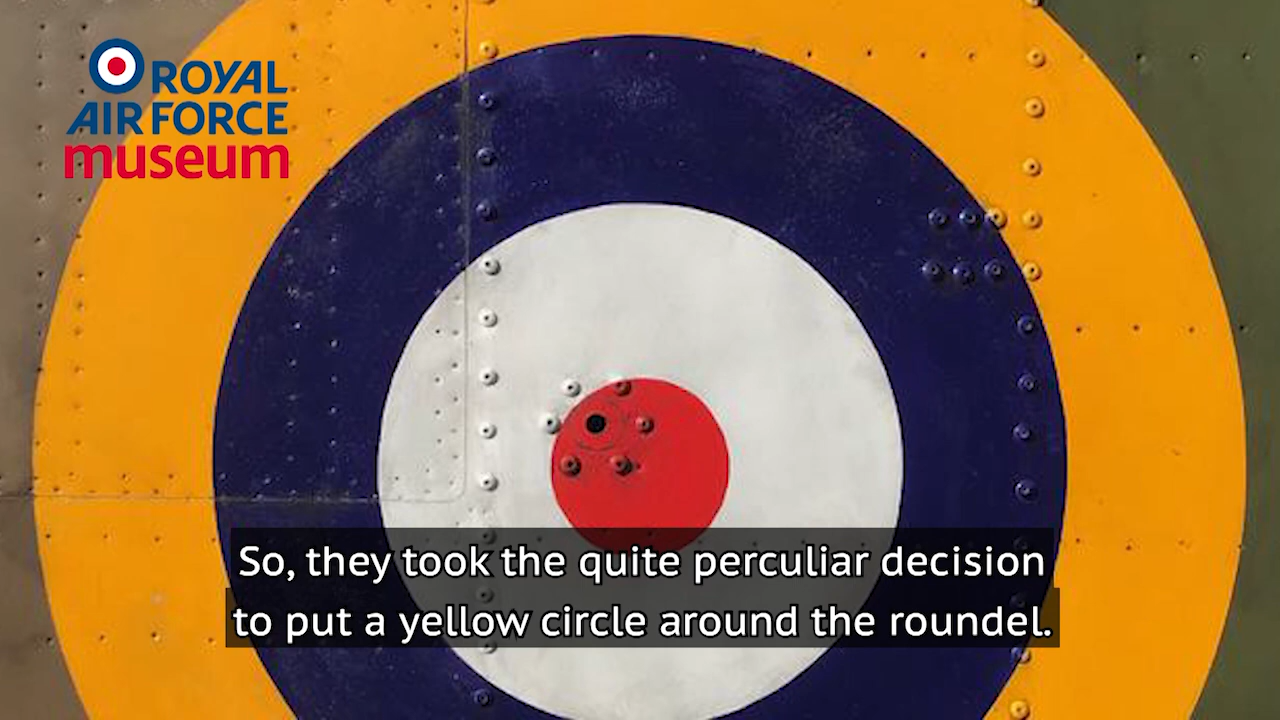 ROYAL
AIR FORCE
museum
So, they took the quite perculiar decision
to put a yellow circle around the roundel.